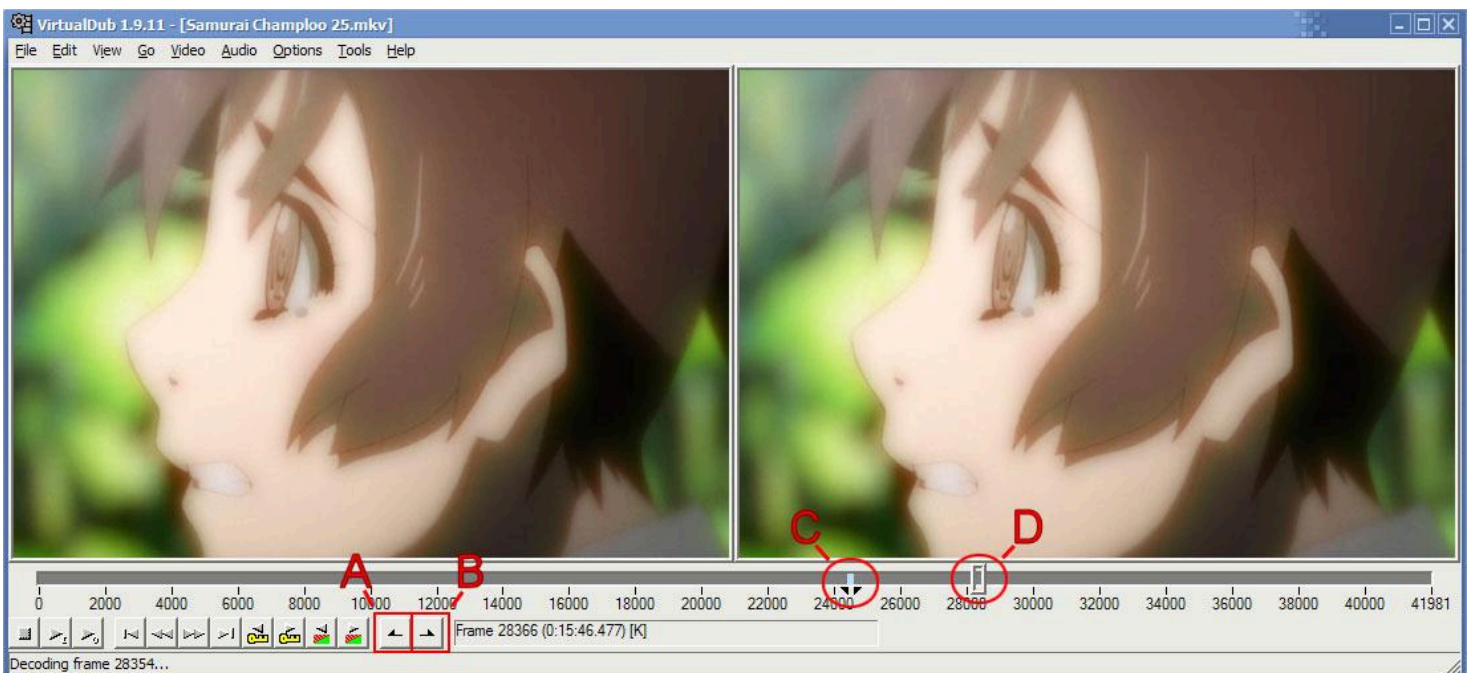 VirtualDub 1.9.11 - [Samurai Champloo 25.mkv]
File Edit View Go Video Audio Options Tools Help
C D
A B
0 2000 4000 6000 8000 10000 12000 14000 16000 18000 20000 22000 24000 26000 28000 30000 32000 34000 36000 38000 40000 41981
Frame 28366 (0:15:46.477) [K]
Decoding frame 28354...